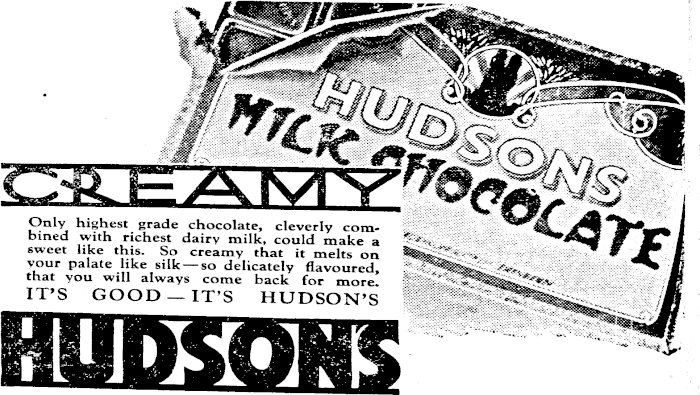 HUDSONS
MILK CHOCOLATE
CREAMY
Only highest grade chocolate, cleverly com-
bined with richest dairy milk, could make a
sweet like this. So creamy that it melts on
your palate like silk—so delicately flavoured,
that you will always come back for more.
IT'S GOOD — IT'S HUDSON'S
HUDSON'S